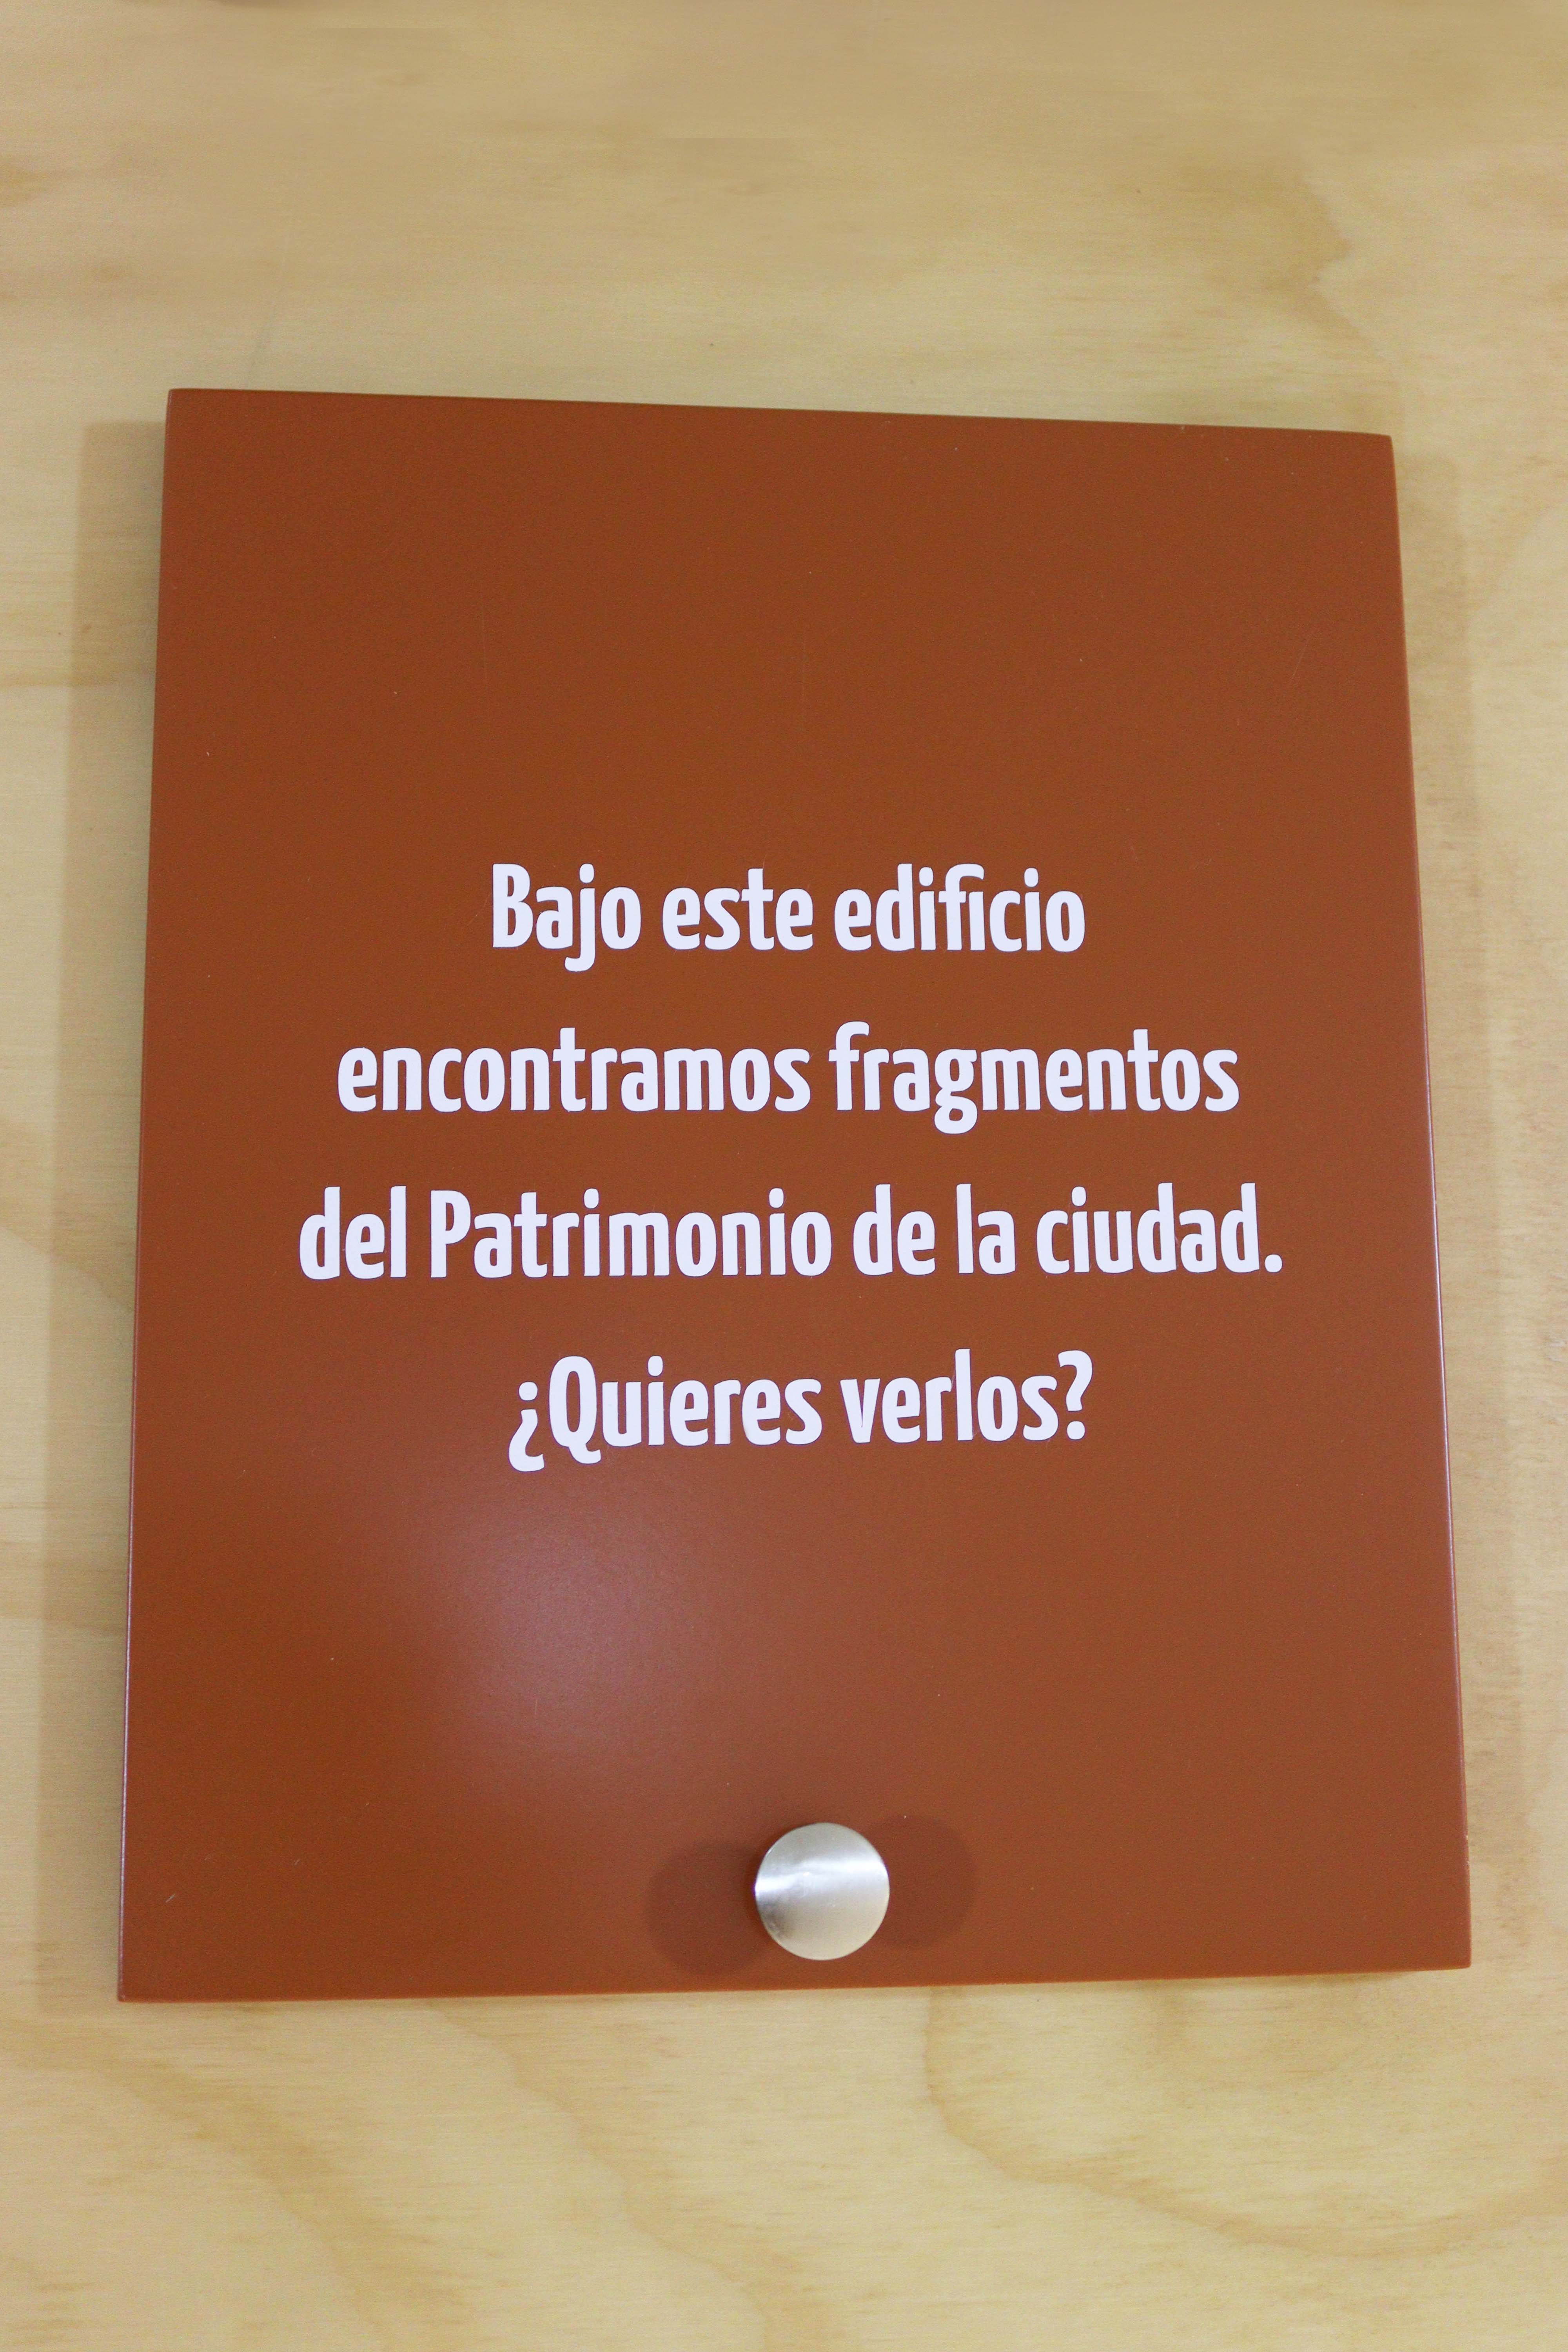 Bajo este edificio
encontramos fragmentos
del Patrimonio de la ciudad.
¿Quieres verlos?